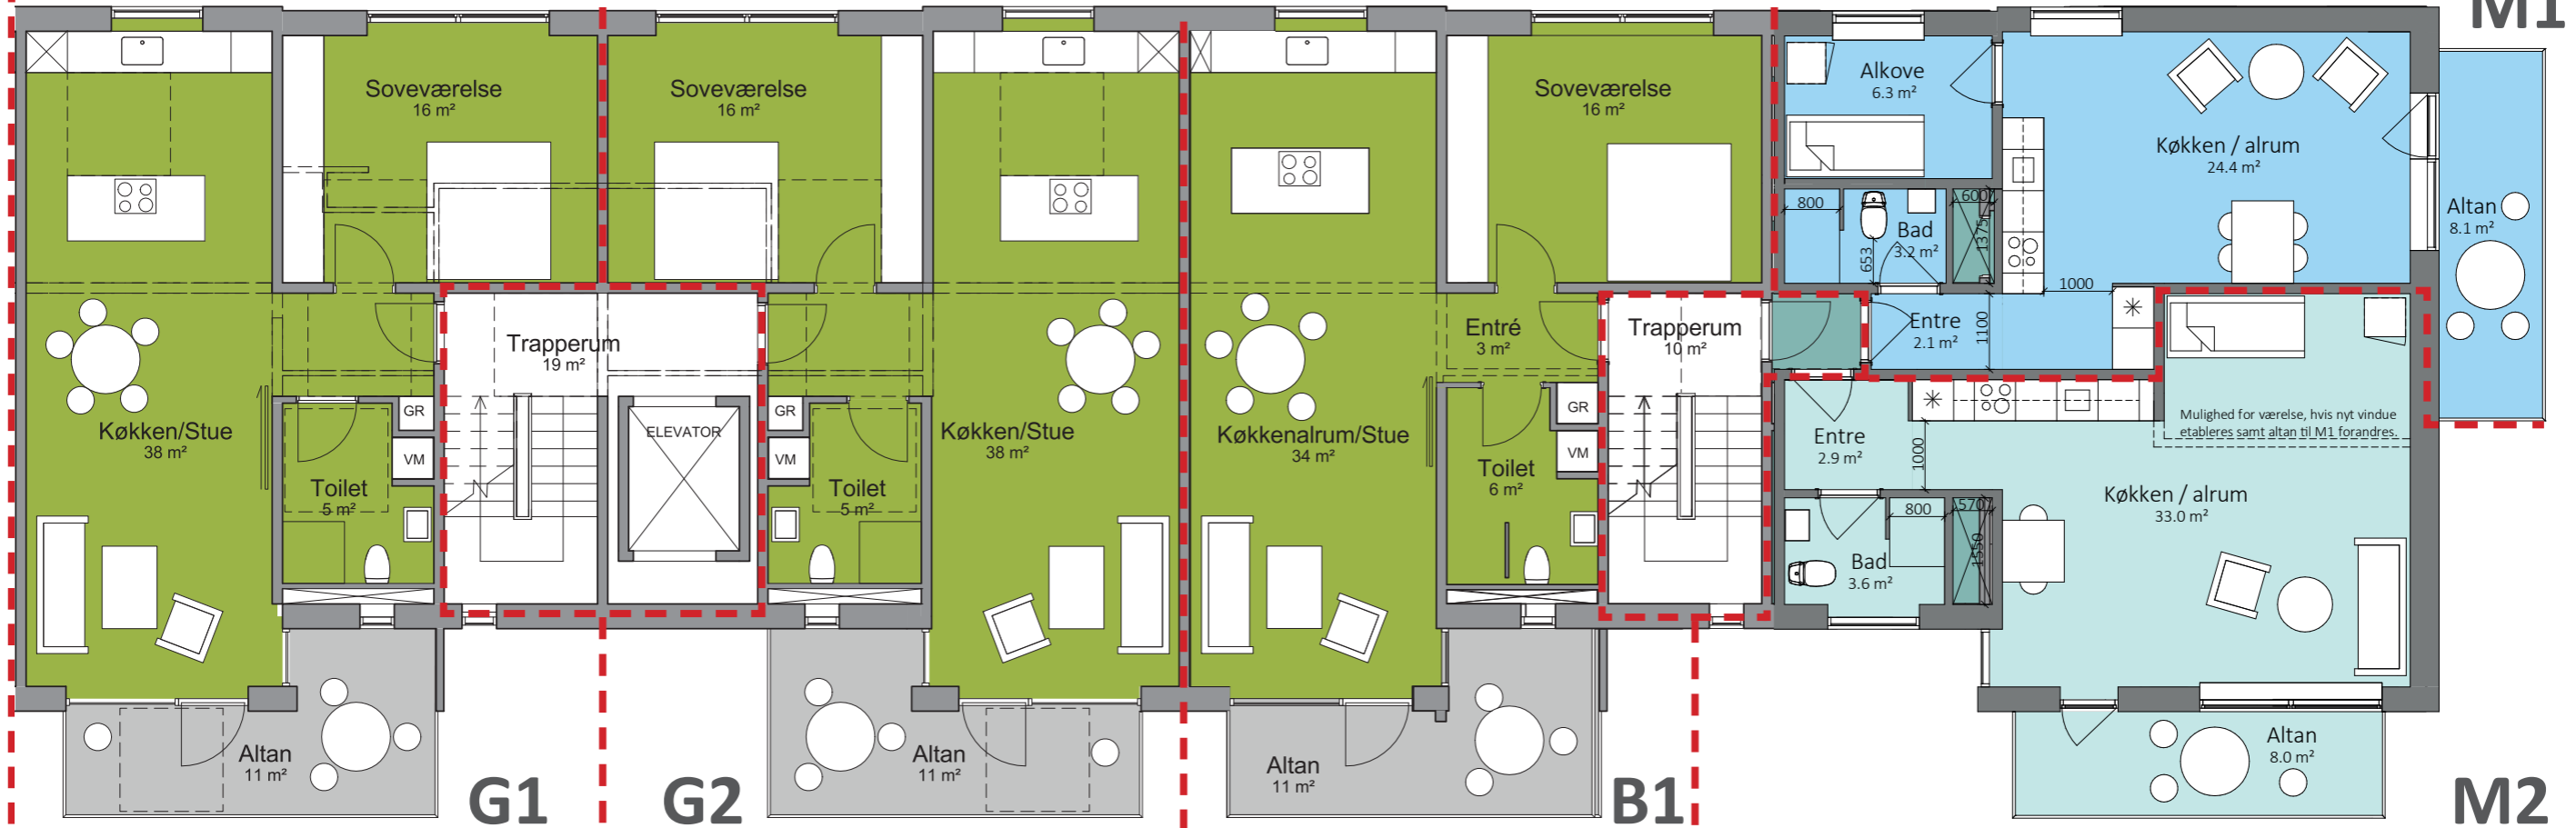 M1
Soveværelse
16 m²
Soveværelse
16 m²
Soveværelse
16 m²
Alkove
6.3 m²
Køkken / alrum
24.4 m²
Altan
8.1 m²
800
Bad
3.2 m²
653
600
1375
1000
Trapperum
19 m²
Entré
3 m²
Trapperum
10 m²
Entre
2.1 m²
1100
Køkken/Stue
38 m²
GR
VM
ELEVATOR
GR
VM
Køkken/Stue
38 m²
Køkkenalrum/Stue
34 m²
GR
VM
Mulighed for værelse, hvis nyt vindue
etableres samt altan til M1 forandres.
Entre
2.9 m²
1000
Toilet
5 m²
Toilet
5 m²
Toilet
6 m²
Køkken / alrum
33.0 m²
800
570
1550
Bad
3.6 m²
Altan
11 m²
Altan
11 m²
Altan
11 m²
Altan
8.0 m²
G1
G2
B1
M2